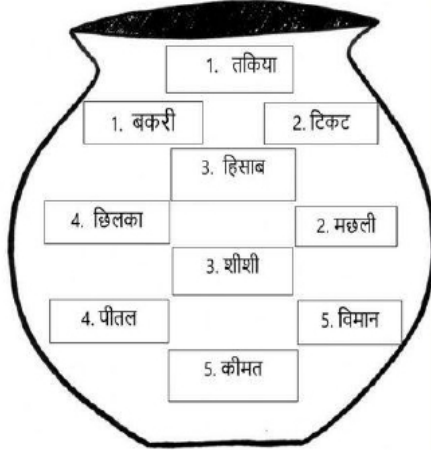 1. तकिया
1. बकरी
2. टिकट
3. हिसाब
4. छिलका
2. मछली
3. शीशी
4. पीतल
5. विमान
5. कीमत